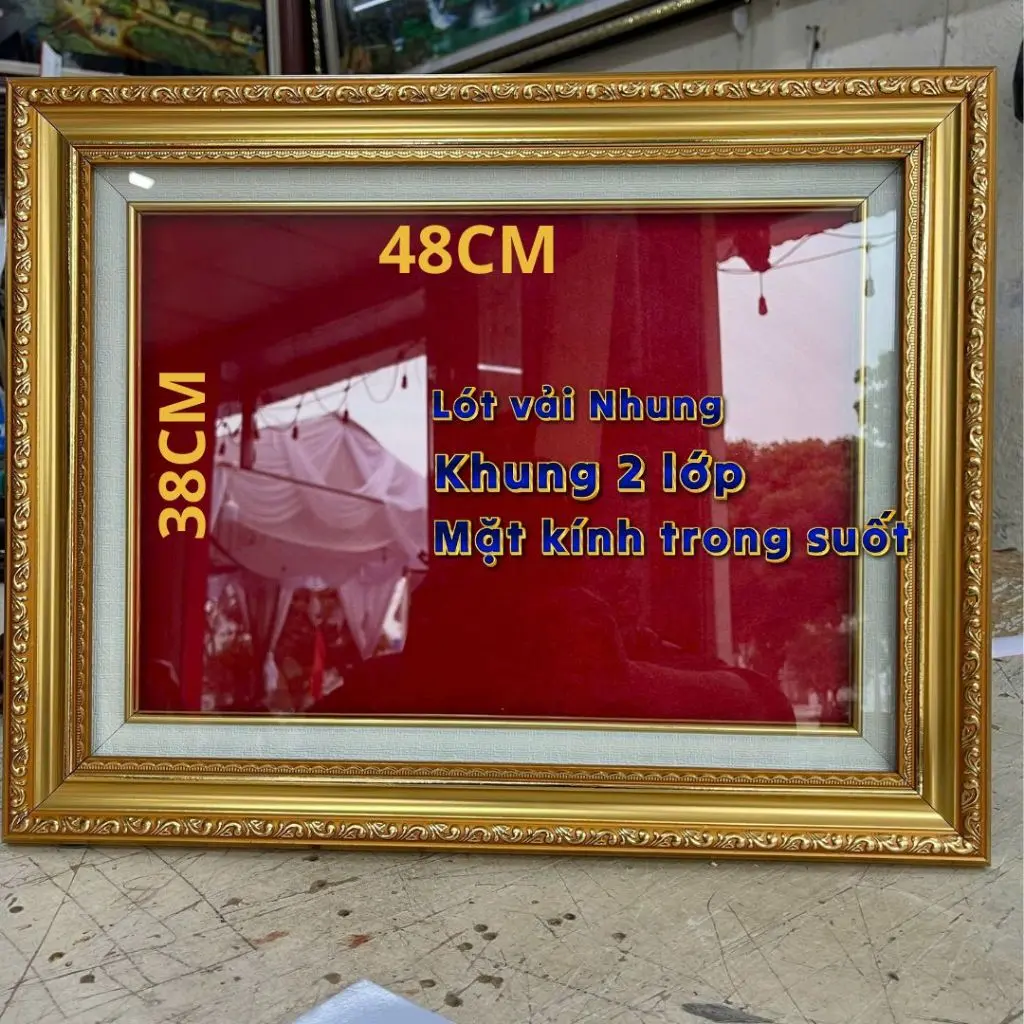 48CM
38CM
Lót vải Nhung
Khung 2 lớp
Mặt kính trong suốt